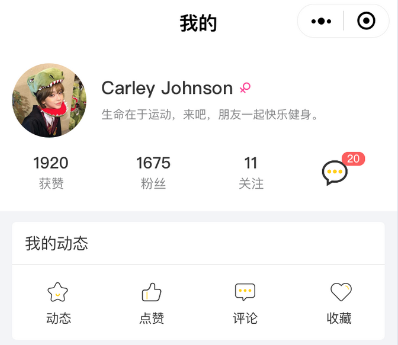 我的
Carley Johnson
生命在于运动，来吧，朋友一起快乐健身。
1920 1675 11 20
获赞 粉丝 关注
我的动态
动态 点赞 评论 收藏